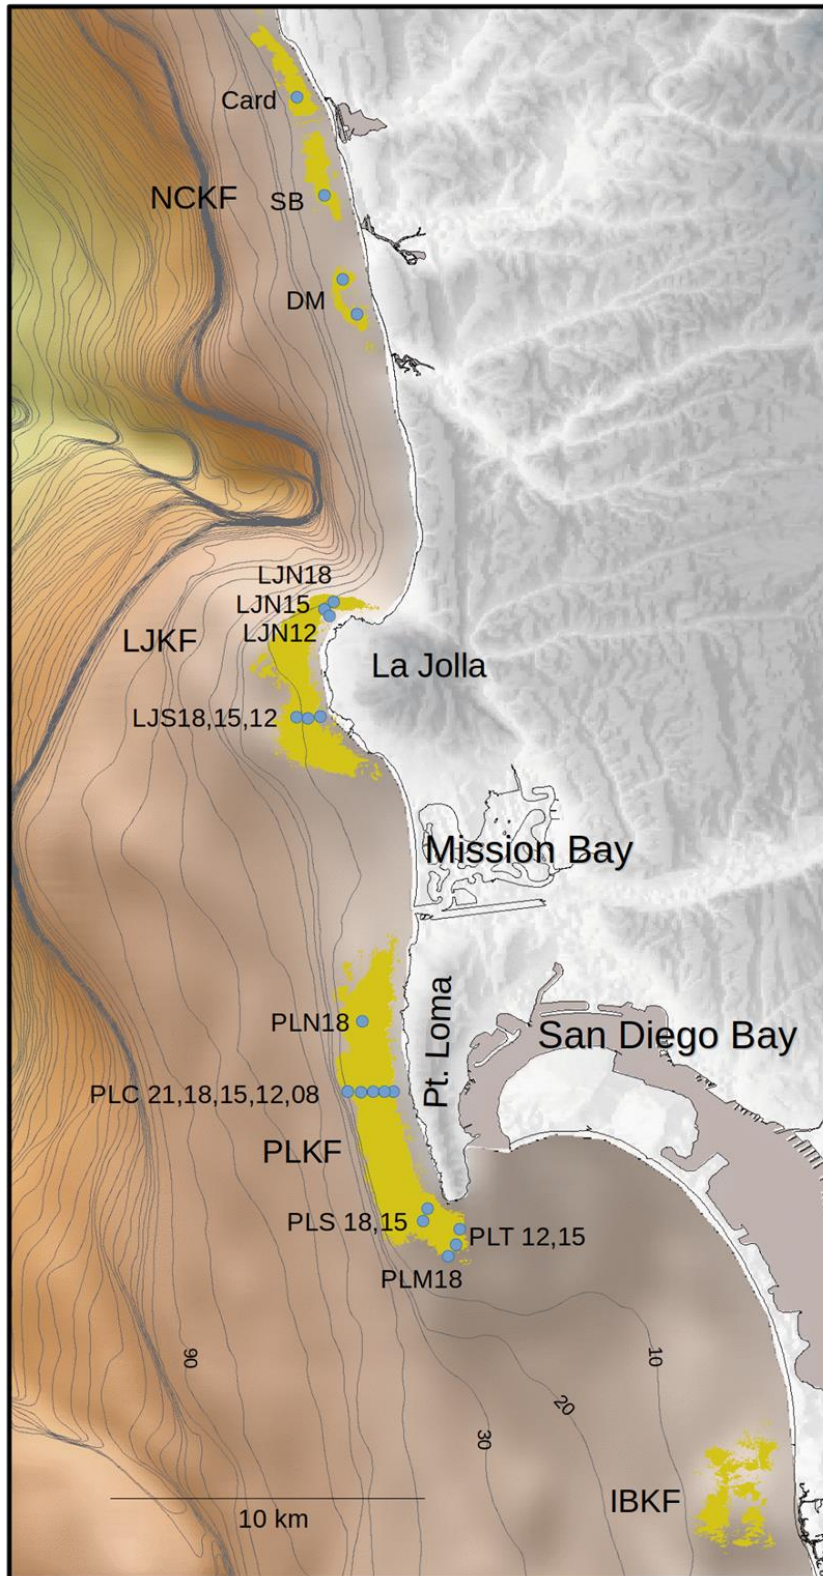 Card
NCKF
SB
DM
LJN18
LJN15
LJN12
LJKF
La Jolla
LJS18,15,12
Mission Bay
Pt. Loma
PLN18
San Diego Bay
PLC 21,18,15,12,08
PLKF
PLS 18,15
PLT 12,15
PLM18
90
10
20
30
IBKF
10 km